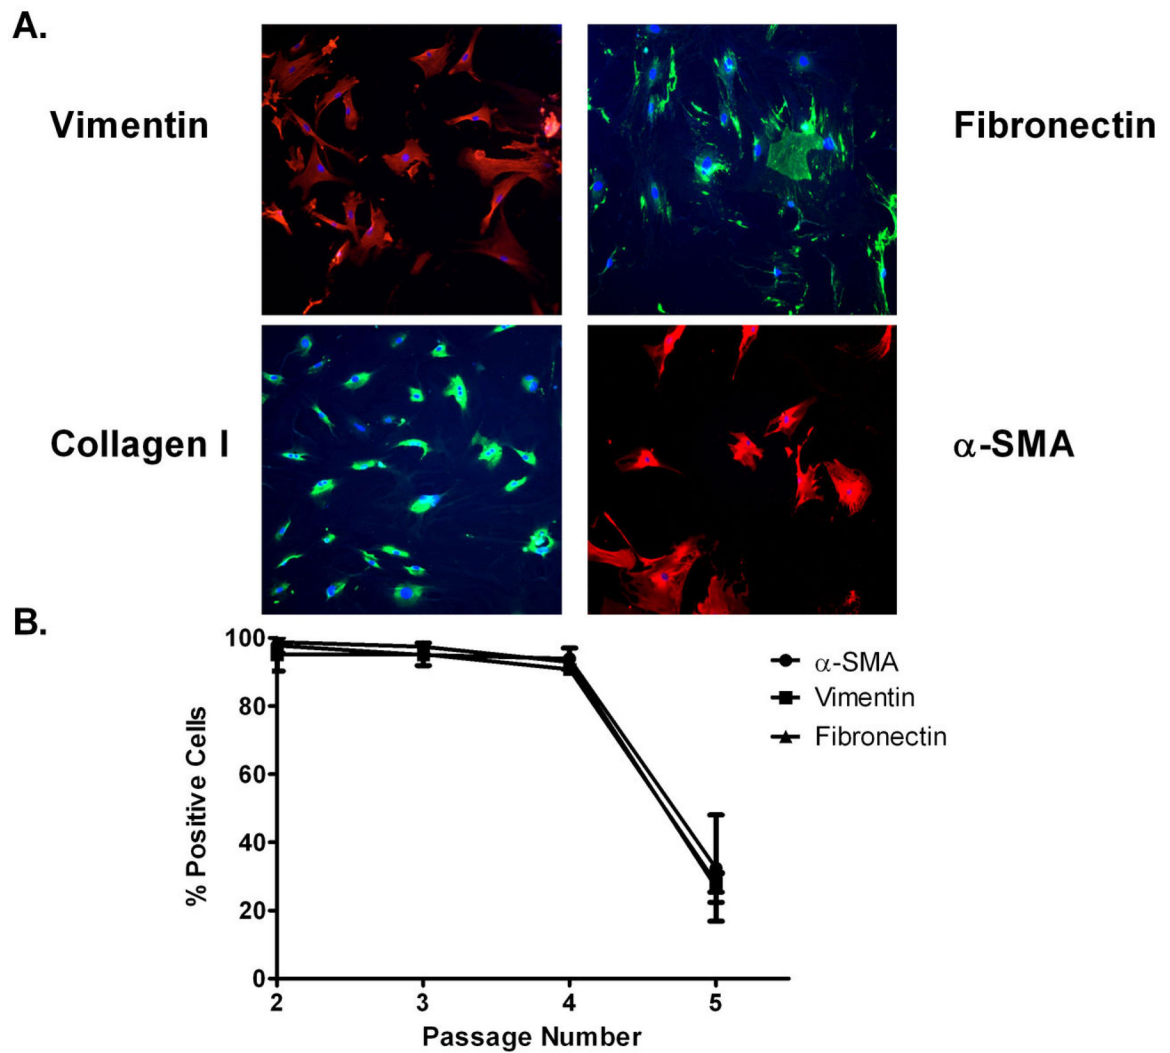 A.
Vimentin
Fibronectin
Collagen I
α-SMA
B.
100
80
60
40
20
0
% Positive Cells
2 3 4 5
Passage Number
α-SMA
Vimentin
Fibronectin